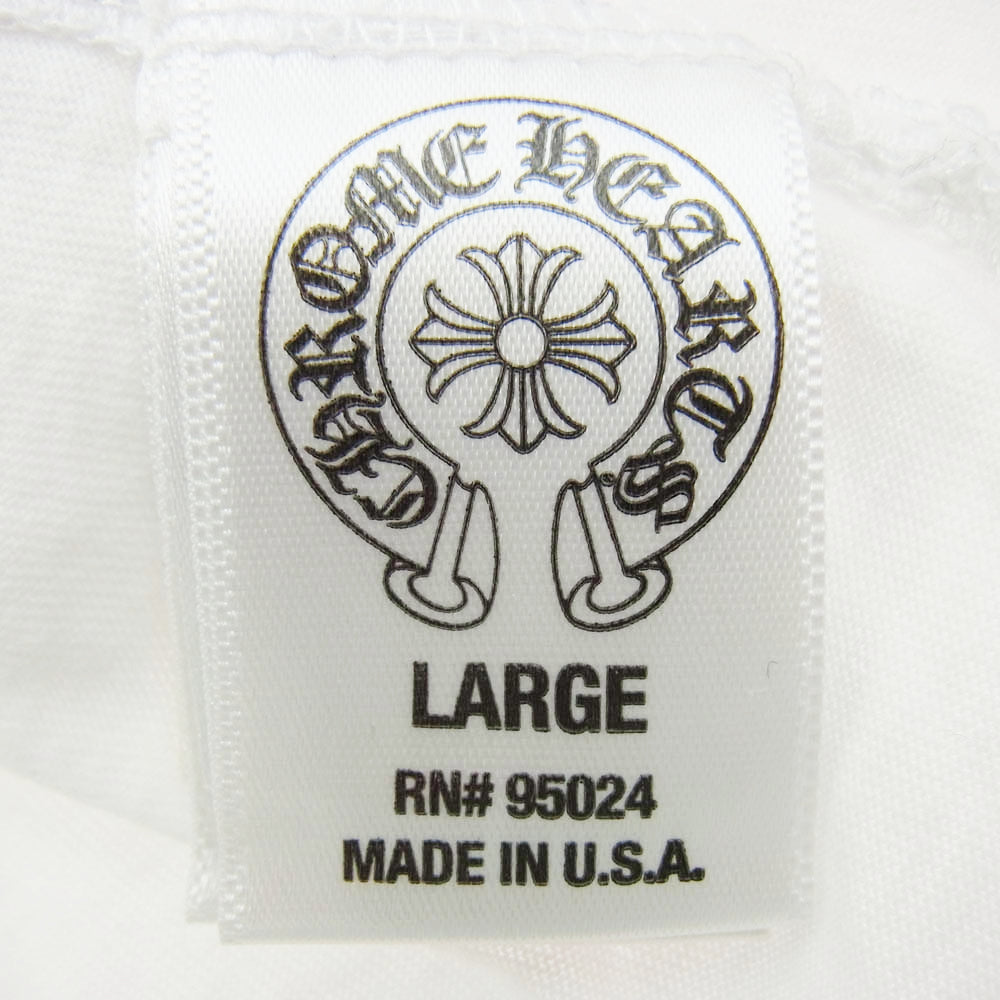 CHROME HEARTS
LARGE
RN# 95024
MADE IN U.S.A.